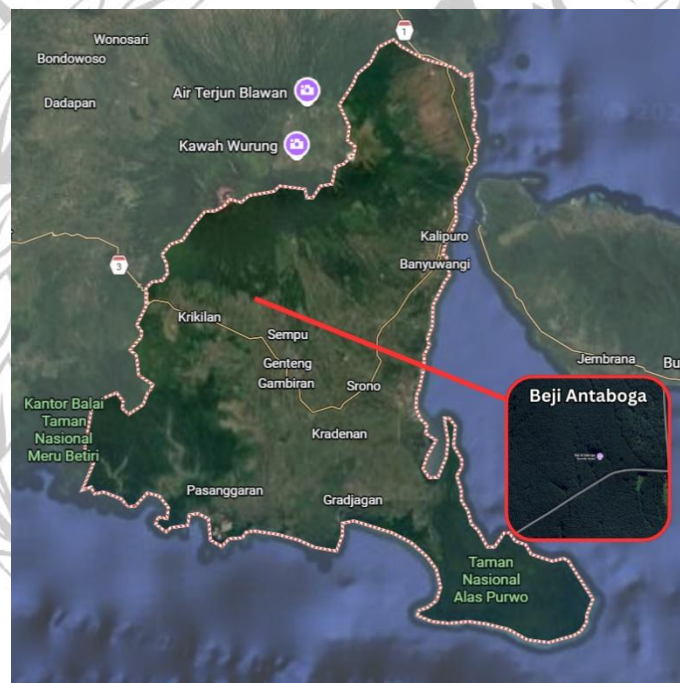 1
Wonosari
Bondowoso
Air Terjun Blawan
Dadapan
Kawah Wurung
Kalipuro
3
Banyuwangi
Krikilan
Sempu
Genteng
Gambiran
Srono
Jembrana
Bu
Beji Antaboga
Kantor Balai
Taman
Nasional
Meru Betiri
Kradenan
Pasanggaran
Gradjagan
Taman
Nasional
Alas Purwo